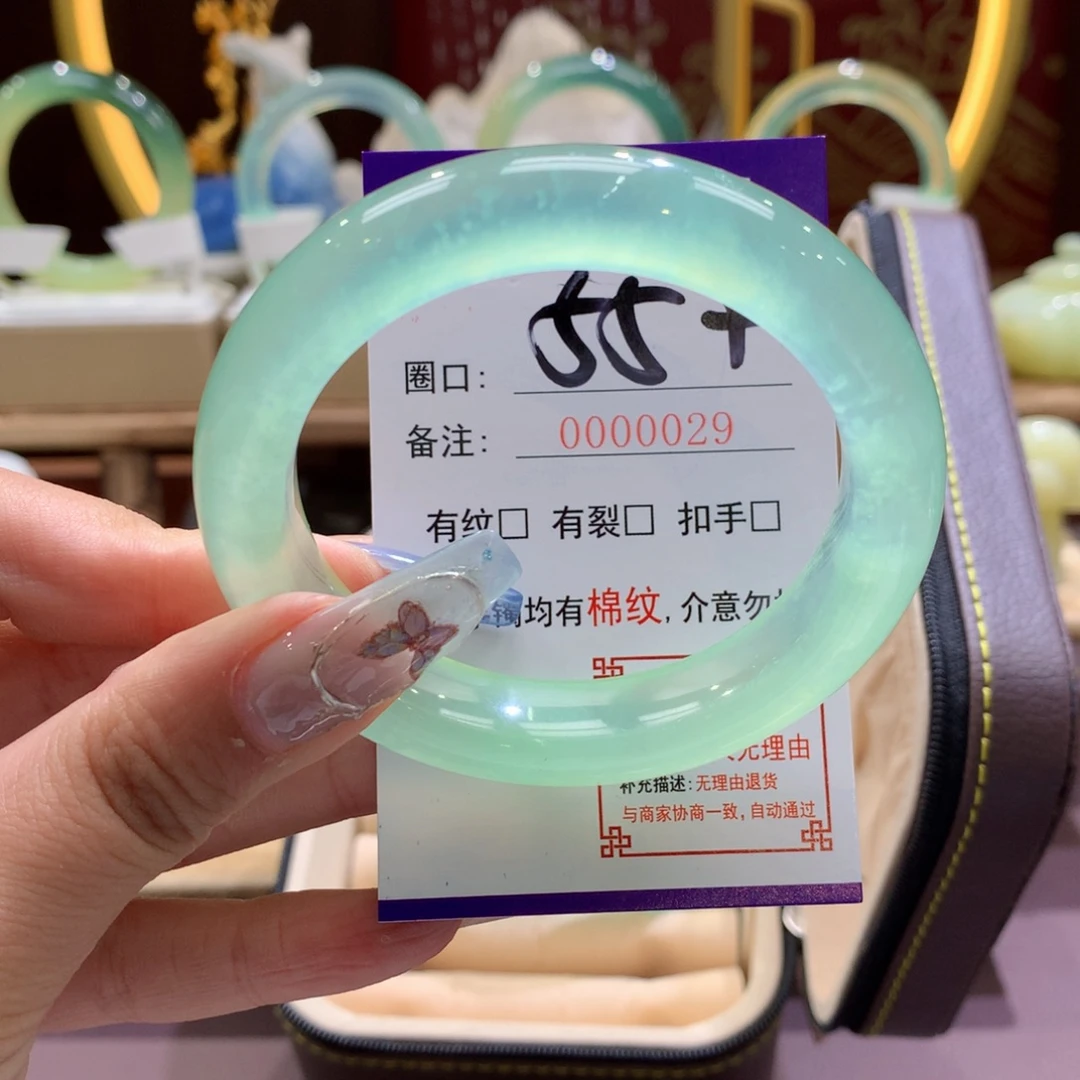 圈口: 55+
备注: 0000029
有纹□ 有裂□ 扣手□
镯均有棉纹, 介意勿
无理由
补充描述:无理由退货
与商家协商一致, 自动通过